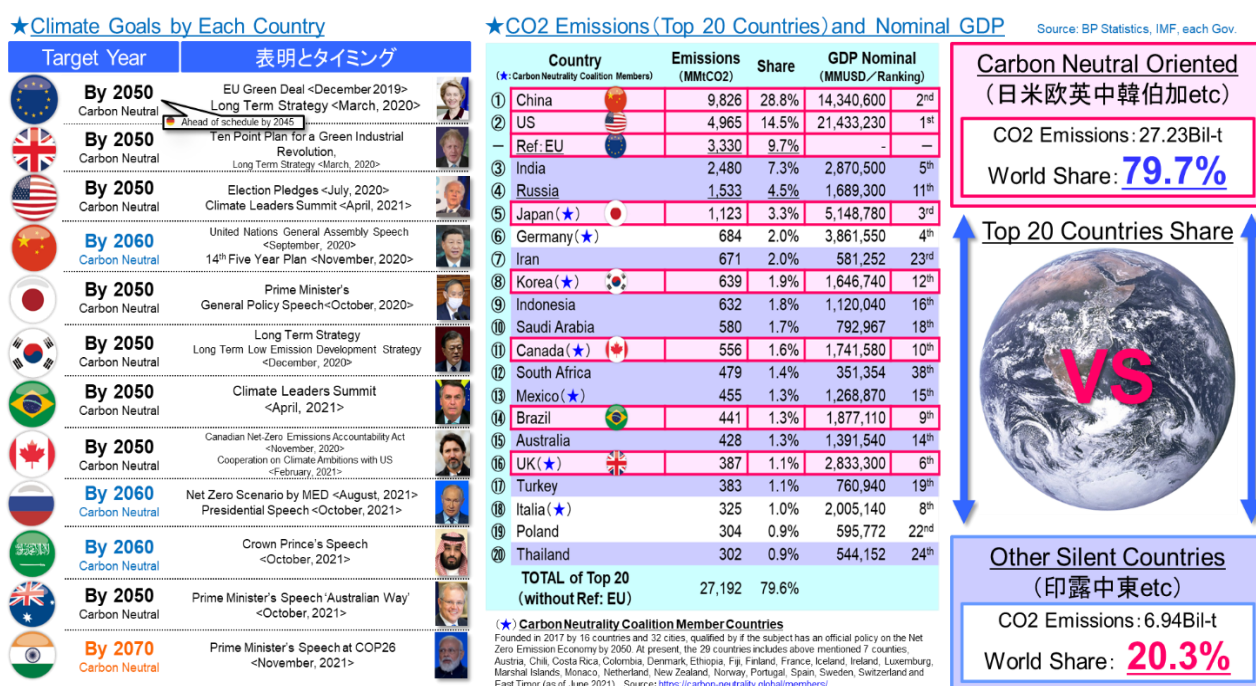 ★Climate Goals by Each Country
Target Year 表明とタイミング
By 2050
Carbon Neutral
EU Green Deal <December 2019>
Long Term Strategy <March, 2020>
Ahead of schedule by 2045
By 2050
Carbon Neutral
Ten Point Plan for a Green Industrial
Revolution,
Long Term Strategy <March, 2020>
By 2050
Carbon Neutral
Election Pledges <July, 2020>
Climate Leaders Summit <April, 2021>
By 2060
Carbon Neutral
United Nations General Assembly Speech
<September, 2020>
14th Five Year Plan <November, 2020>
By 2050
Carbon Neutral
Prime Minister's
General Policy Speech<October, 2020>
By 2050
Carbon Neutral
Long Term Strategy
Long Term Low Emission Development Strategy
<December, 2020>
By 2050
Carbon Neutral
Climate Leaders Summit
<April, 2021>
By 2050
Carbon Neutral
Canadian Net-Zero Emissions Accountability Act
<November, 2020>
Cooperation on Climate Ambitions with US
<February, 2021>
By 2060
Carbon Neutral
Net Zero Scenario by MED <August, 2021>
Presidential Speech <October, 2021>
By 2060
Carbon Neutral
Crown Prince's Speech
<October, 2021>
By 2050
Carbon Neutral
Prime Minister's Speech 'Australian Way'
<October, 2021>
By 2070
Carbon Neutral
Prime Minister's Speech at COP26
<November, 2021>
★CO2 Emissions(Top 20 Countries)and Nominal GDP
Source: BP Statistics, IMF, each Gov.
Country Emissions Share GDP Nominal
(★:Carbon Neutrality Coalition Members) (MMtCO2) (MMUSD/Ranking)
① China 9,826 28.8% 14,340,600 2nd
② US 4,965 14.5% 21,433,230 1st
― Ref:EU 3,330 9.7% - ―
③ India 2,480 7.3% 2,870,500 5th
④ Russia 1,533 4.5% 1,689,300 11th
⑤ Japan(★) 1,123 3.3% 5,148,780 3rd
⑥ Germany(★) 684 2.0% 3,861,550 4th
⑦ Iran 671 2.0% 581,252 23rd
⑧ Korea(★) 639 1.9% 1,646,740 12th
⑨ Indonesia 632 1.8% 1,120,040 16th
⑩ Saudi Arabia 580 1.7% 792,967 18th
⑪ Canada(★) 556 1.6% 1,741,580 10th
⑫ South Africa 479 1.4% 351,354 38th
⑬ Mexico(★) 455 1.3% 1,268,870 15th
⑭ Brazil 441 1.3% 1,877,110 9th
⑮ Australia 428 1.3% 1,391,540 14th
⑯ UK(★) 387 1.1% 2,833,300 6th
⑰ Turkey 383 1.1% 760,940 19th
⑱ Italia(★) 325 1.0% 2,005,140 8th
⑲ Poland 304 0.9% 595,772 22nd
⑳ Thailand 302 0.9% 544,152 24th
TOTAL of Top 20
(without Ref: EU) 27,192 79.6%
(★) Carbon Neutrality Coalition Member Countries
Founded in 2017 by 16 countries and 32 cities, qualified if the subject has an official policy on the Net
Zero Emission Economy by 2050. At present, the 29 countries includes above mentioned 7 counties,
Austria, Chili, Costa Rica, Colombia, Denmark, Ethiopia, Fiji, Finland, France, Iceland, Ireland, Luxemburg,
Marshal Islands, Monaco, Netherland, New Zealand, Norway, Portugal, Spain, Sweden, Switzerland and
East Timor (as of June 2021) Source: https://carbon-neutrality.global/members/
Carbon Neutral Oriented
(日米欧英中韓伯加etc)
CO2 Emissions:27.23Bil-t
World Share: 79.7%
Top 20 Countries Share
VS
Other Silent Countries
(印露中東etc)
CO2 Emissions:6.94Bil-t
World Share: 20.3%